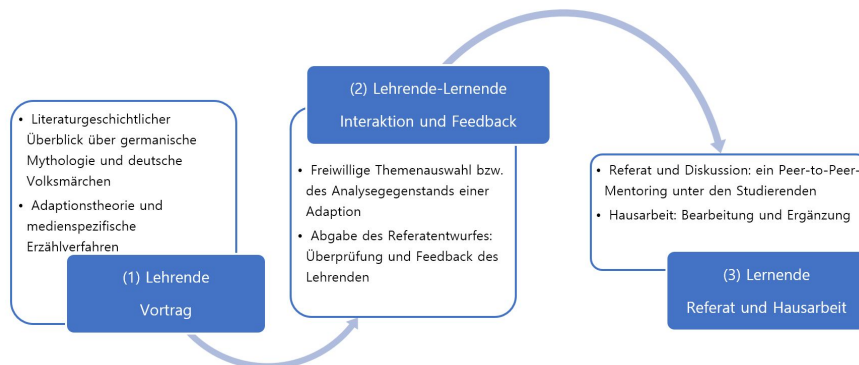 • Literaturgeschichtlicher
Überblick über germanische
Mythologie und deutsche
Volksmärchen
• Adaptionstheorie und
medienspezifische
Erzählverfahren
(1) Lehrende
Vortrag
(2) Lehrende-Lernende
Interaktion und Feedback
• Freiwillige Themenauswahl bzw.
des Analysegegenstands einer
Adaption
• Abgabe des Referatentwurfes:
Überprüfung und Feedback des
Lehrenden
• Referat und Diskussion: ein Peer-to-Peer-
Mentoring unter den Studierenden
• Hausarbeit: Bearbeitung und Ergänzung
(3) Lernende
Referat und Hausarbeit